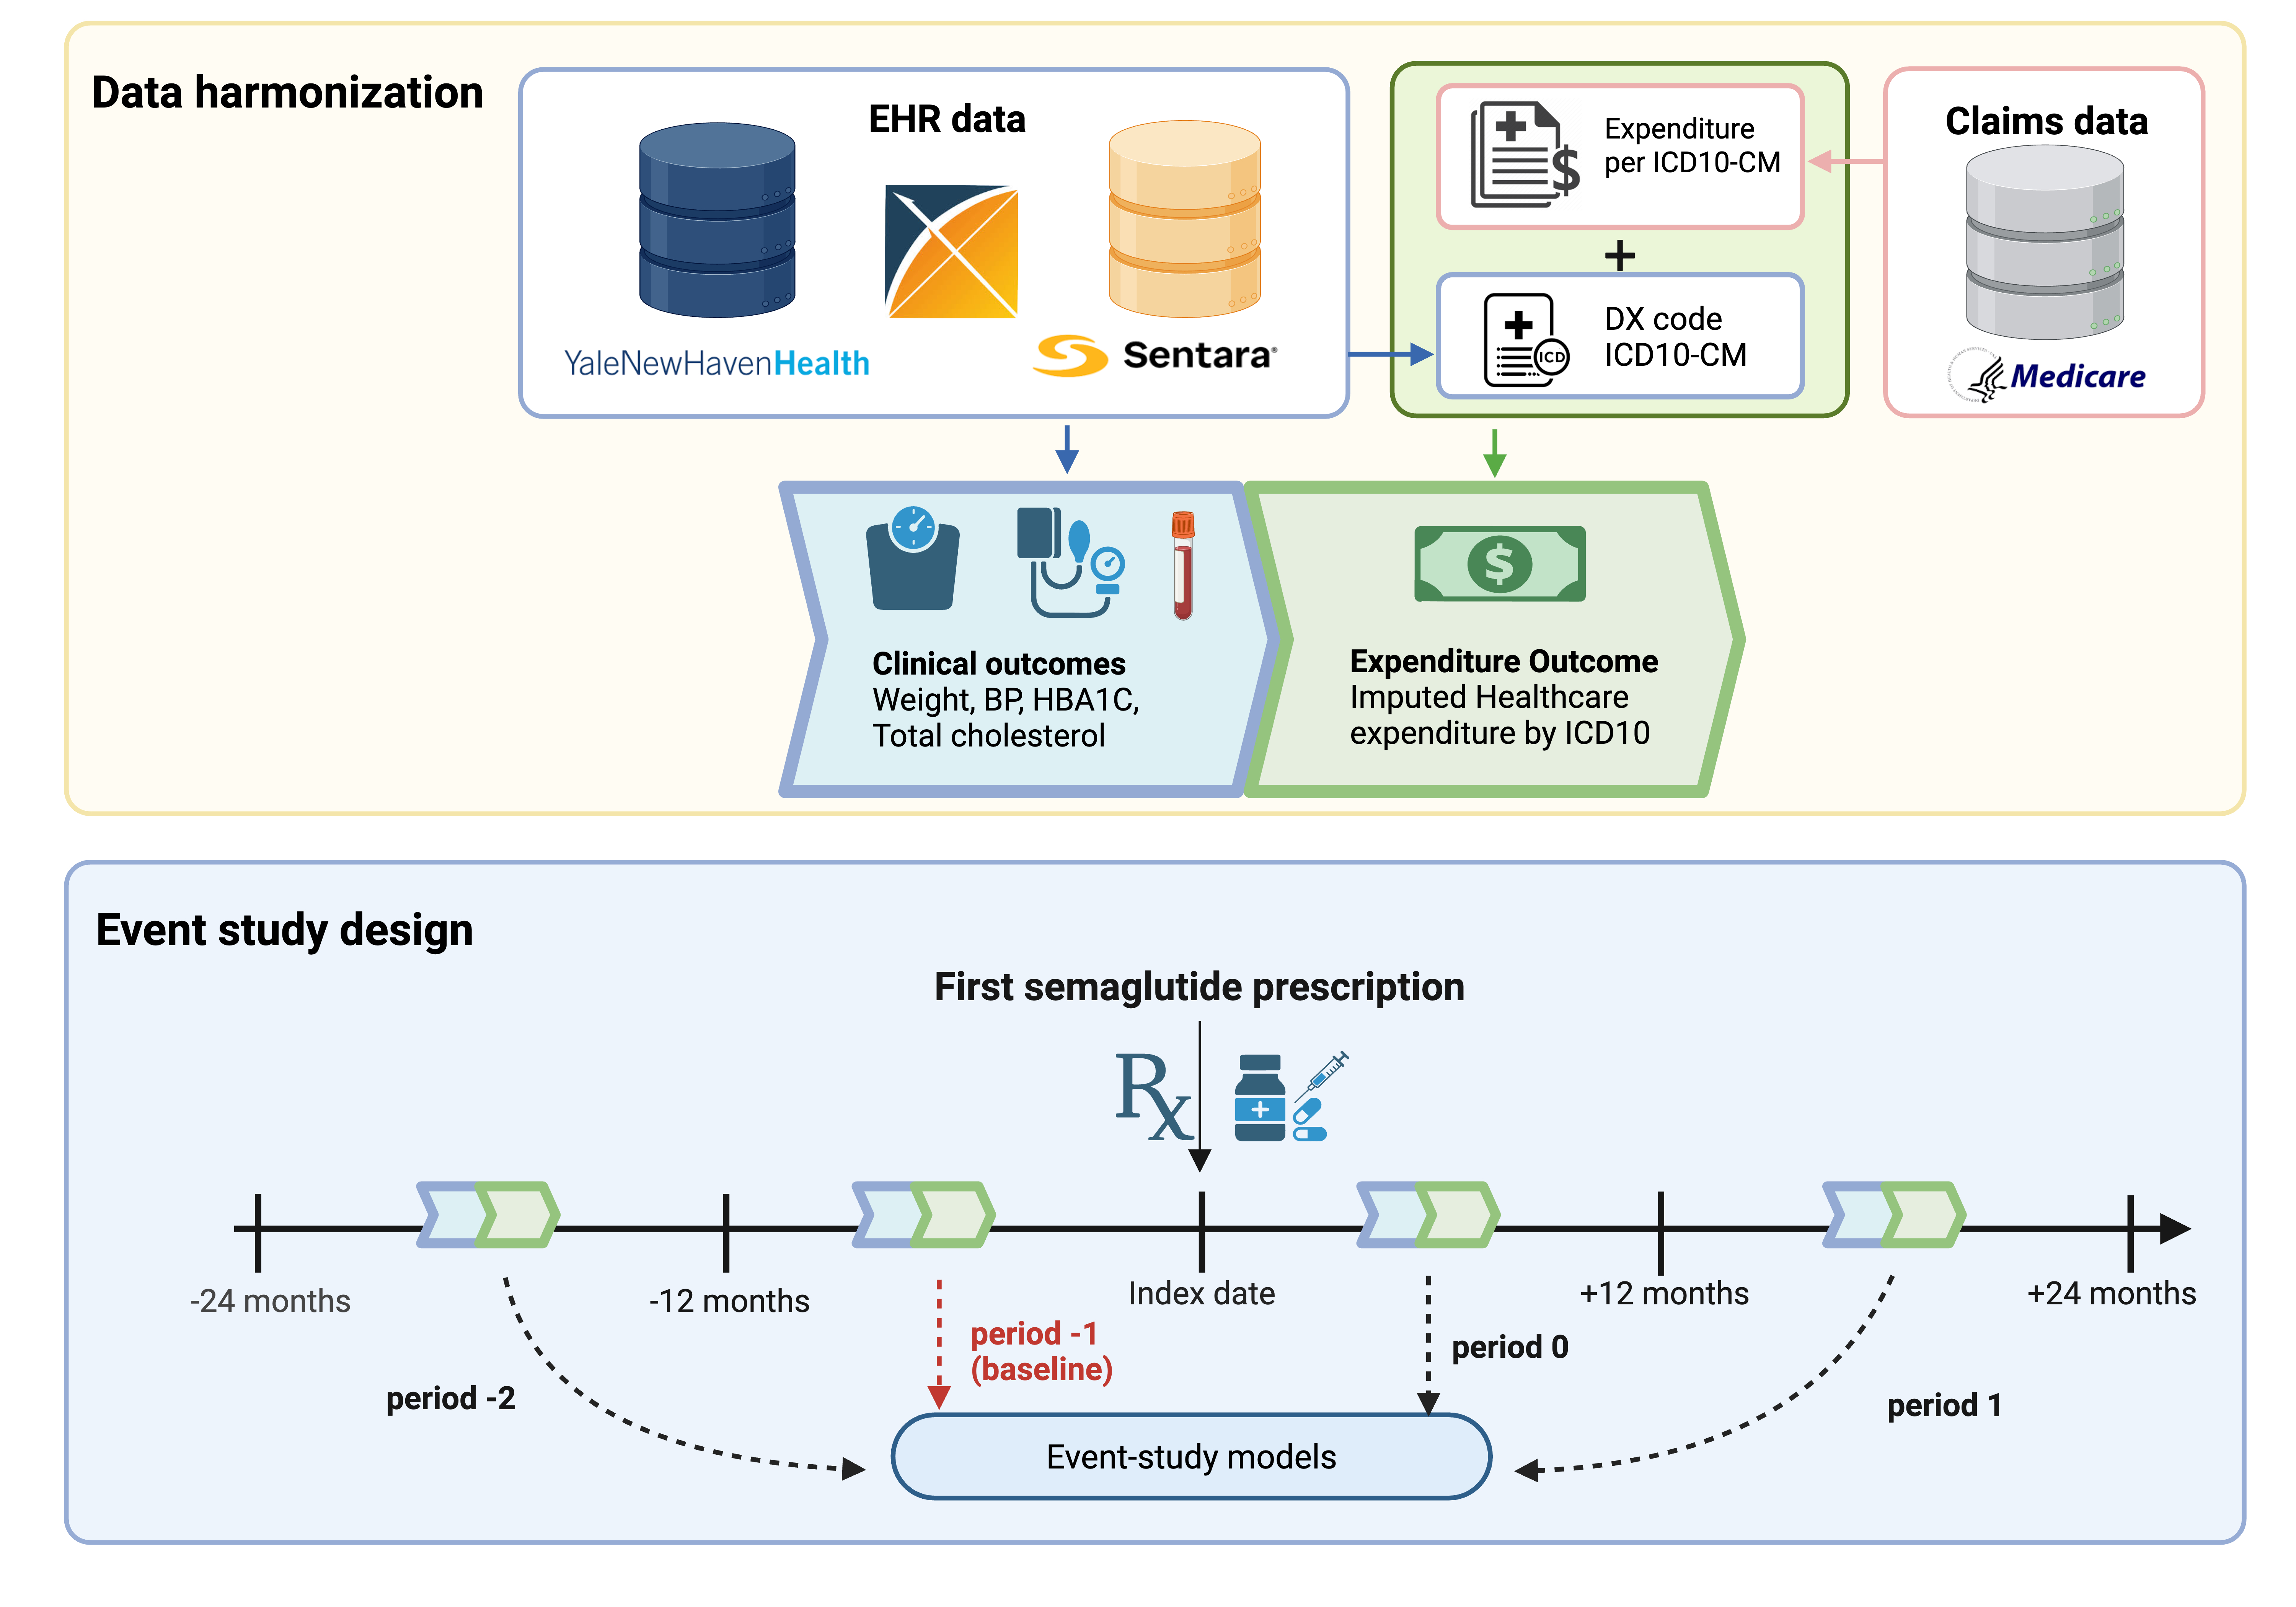 Data harmonization
EHR data
YaleNewHavenHealth
Sentara®
Expenditure
per ICD10-CM
$
+
ICD
DX code
ICD10-CM
Claims data
Medicare
Clinical outcomes
Weight, BP, HBA1C,
Total cholesterol
$
Expenditure Outcome
Imputed Healthcare
expenditure by ICD10
Event study design
First semaglutide prescription
Rx
-24 months
-12 months
Index date
+12 months
+24 months
period -2
period -1
(baseline)
period 0
period 1
Event-study models